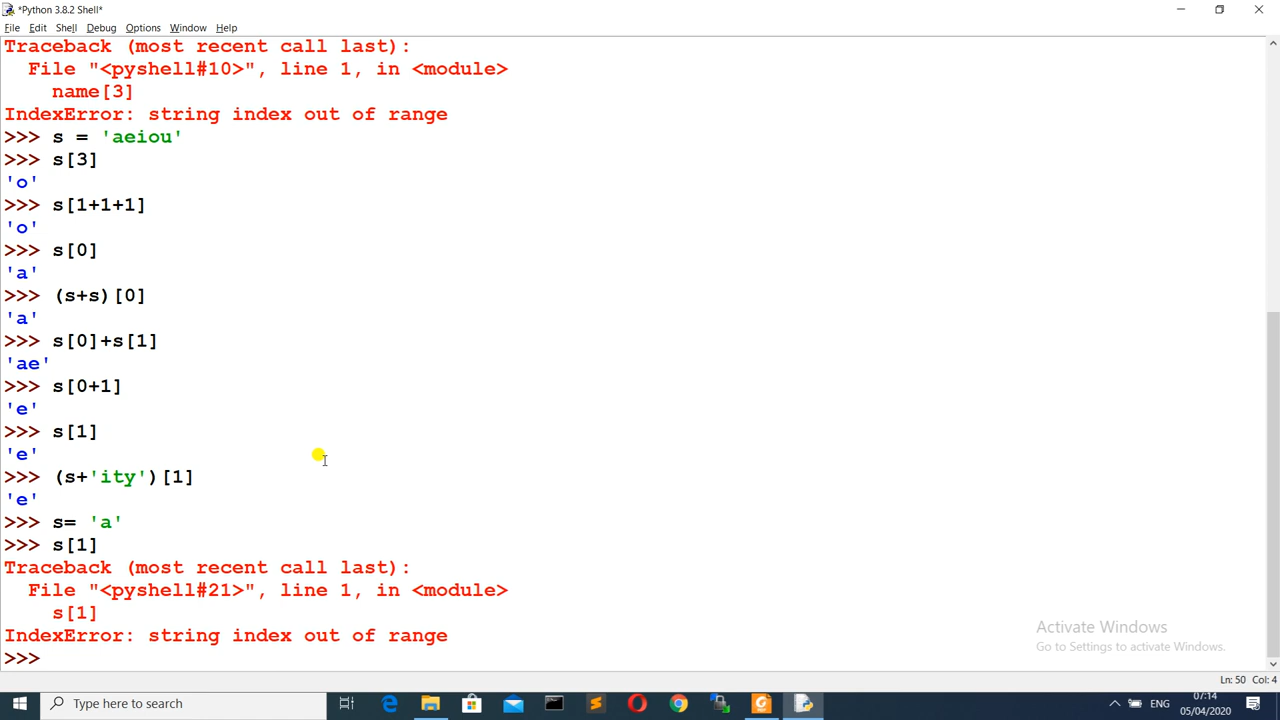 *Python 3.8.2 Shell*
File Edit Shell Debug Options Window Help
Traceback (most recent call last):
  File "<pyshell#10>", line 1, in <module>
    name[3]
IndexError: string index out of range
>>> s = 'aeiou'
>>> s[3]
'o'
>>> s[1+1+1]
'o'
>>> s[0]
'a'
>>> (s+s)[0]
'a'
>>> s[0]+s[1]
'ae'
>>> s[0+1]
'e'
>>> s[1]
'e'
>>> (s+'ity')[1]
'e'
>>> s= 'a'
>>> s[1]
Traceback (most recent call last):
  File "<pyshell#21>", line 1, in <module>
    s[1]
IndexError: string index out of range
>>>
Activate Windows
Go to Settings to activate Windows.
Ln: 50 Col: 4
Type here to search
ENG
07:14
05/04/2020